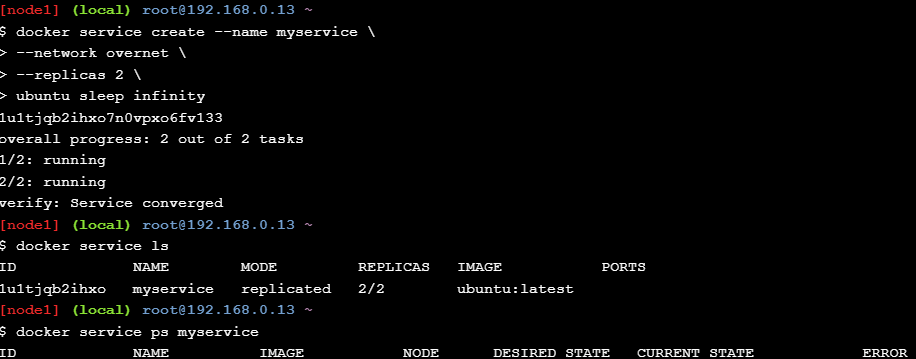 [node1] (local) root@192.168.0.13 ~
$ docker service create --name myservice \
> --network overnet \
> --replicas 2 \
> ubuntu sleep infinity
1u1tjqb2ihxo7n0vpxo6fv133
overall progress: 2 out of 2 tasks
1/2: running
2/2: running
verify: Service converged
[node1] (local) root@192.168.0.13 ~
$ docker service ls
ID NAME MODE REPLICAS IMAGE PORTS
1u1tjqb2ihxo myservice replicated 2/2 ubuntu:latest
[node1] (local) root@192.168.0.13 ~
$ docker service ps myservice
ID NAME IMAGE NODE DESIRED STATE CURRENT STATE ERROR